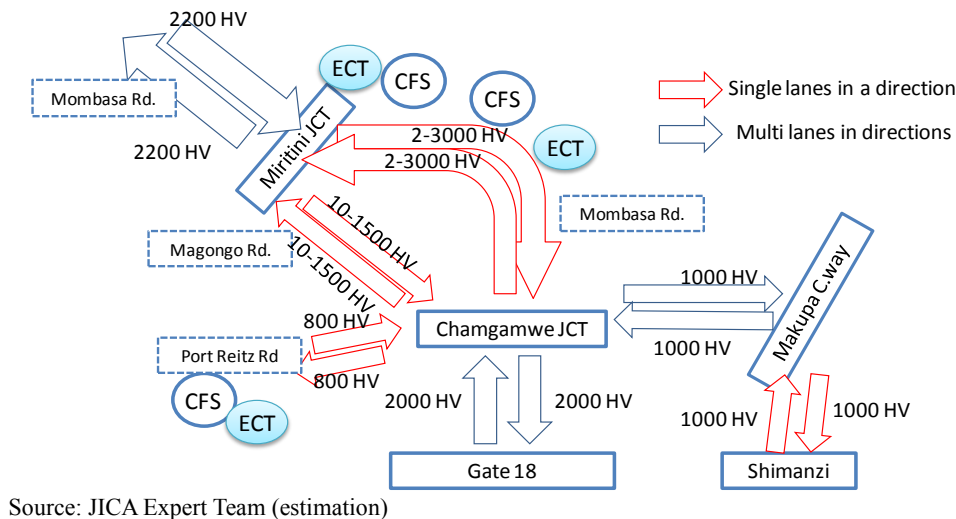 2200 HV
Mombasa Rd.
2200 HV
Miritini JCT
ECT
CFS
CFS
ECT
Single lanes in a direction
Multi lanes in directions
2-3000 HV
2-3000 HV
Mombasa Rd.
Magongo Rd.
10-1500 HV
10-1500 HV
800 HV
Port Reitz Rd
800 HV
CFS
ECT
Chamgamwe JCT
1000 HV
1000 HV
Makupa C.way
2000 HV
2000 HV
1000 HV
1000 HV
Gate 18
Shimanzi
Source: JICA Expert Team (estimation)